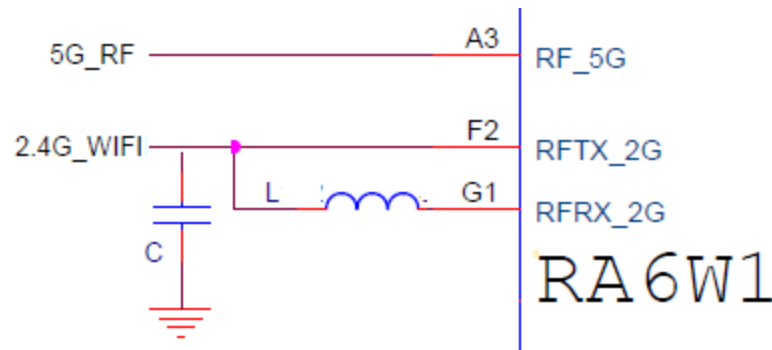 5G_RF A3 RF_5G
2.4G_WIFI F2 RFTX_2G
L G1 RFRX_2G
C RA6W1